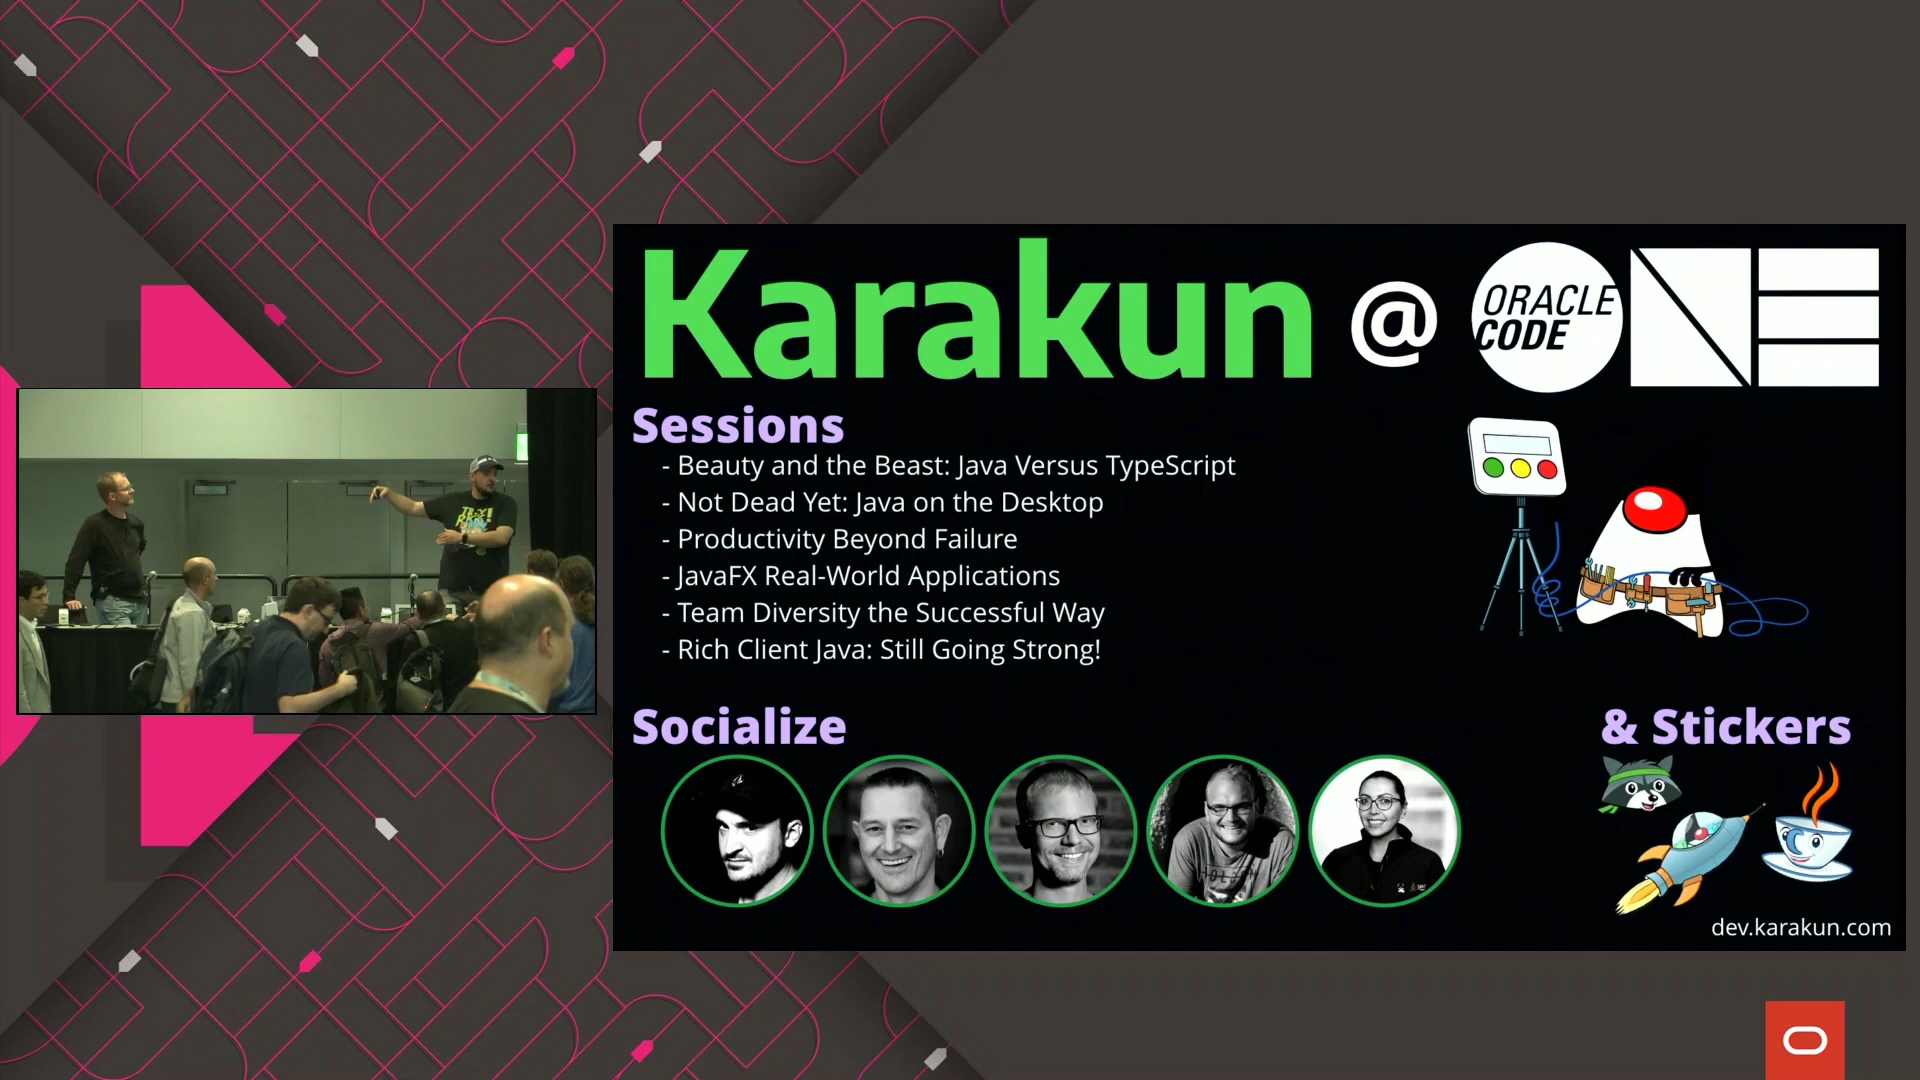 Karakun @ ORACLE CODE ONE
Sessions
- Beauty and the Beast: Java Versus TypeScript
- Not Dead Yet: Java on the Desktop
- Productivity Beyond Failure
- JavaFX Real-World Applications
- Team Diversity the Successful Way
- Rich Client Java: Still Going Strong!
Socialize
& Stickers
dev.karakun.com